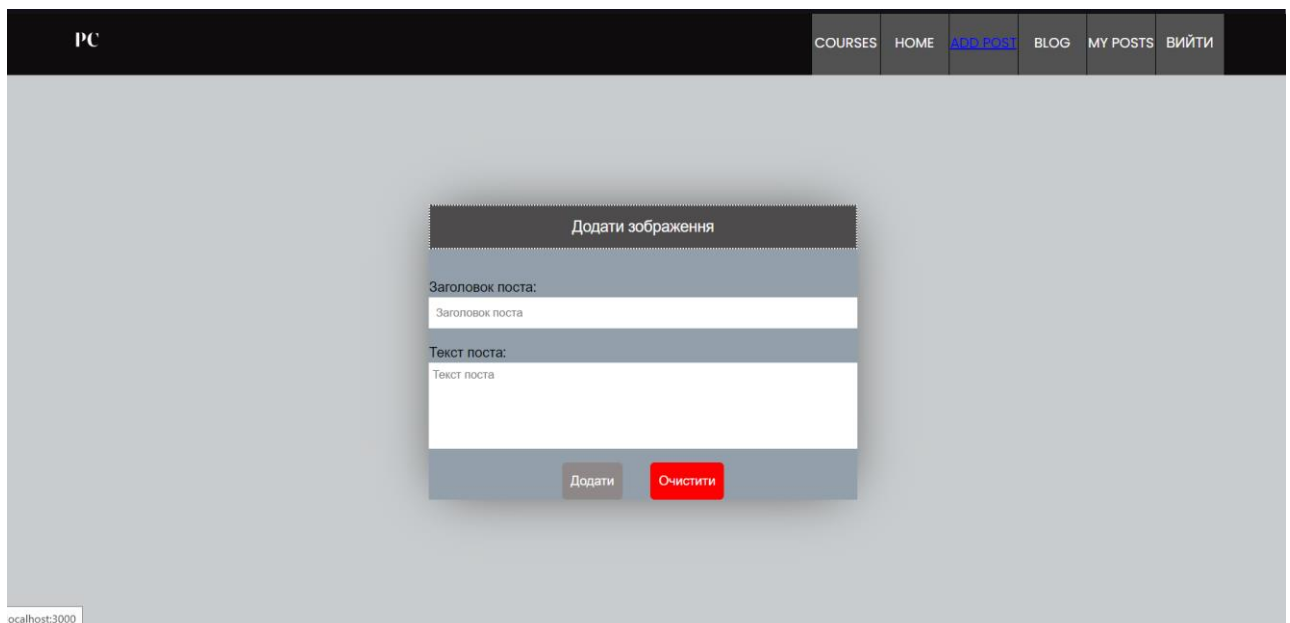 PC
COURSES HOME ADD POST BLOG MY POSTS ВИЙТИ
Додати зображення
Заголовок поста:
Заголовок поста
Текст поста:
Текст поста
Додати Очистити
ocalhost:3000